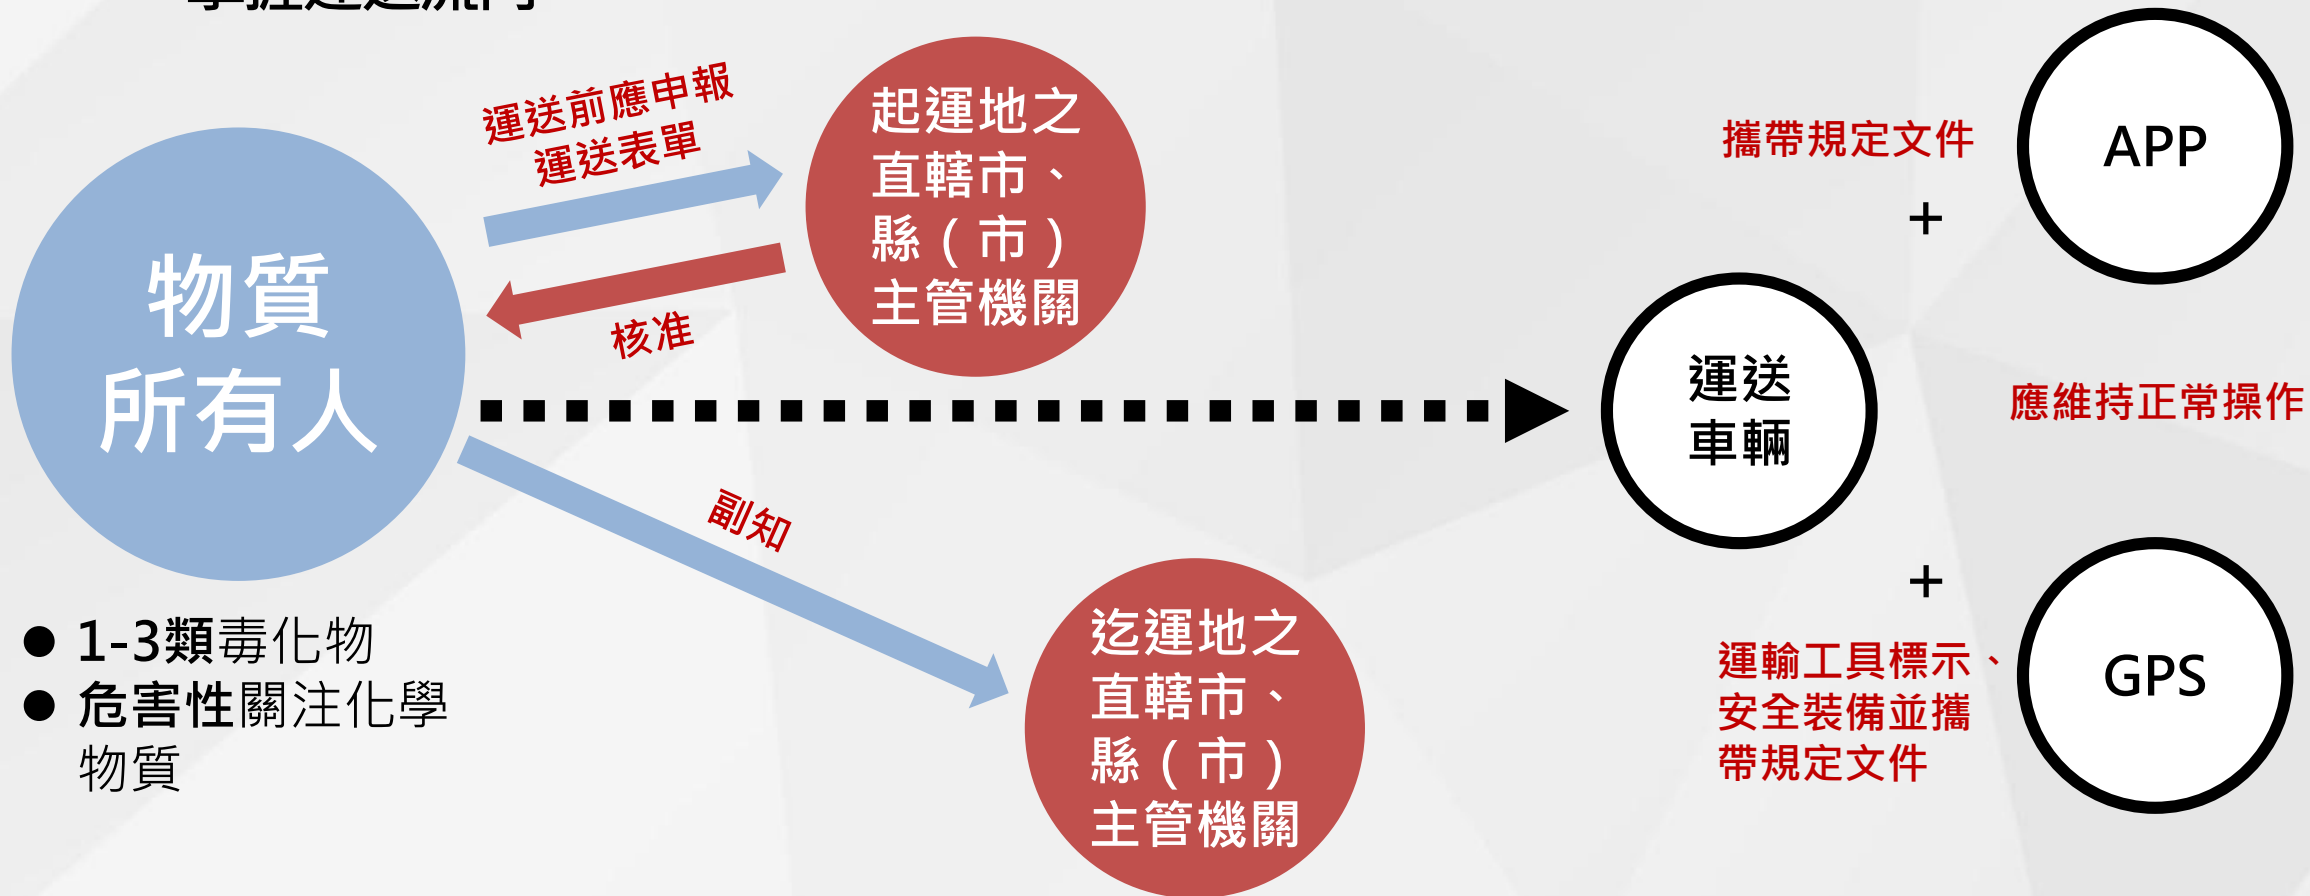 運送前應申報
運送表單
起運地之
直轄市、
縣（市）
主管機關
核准
物質
所有人
1-3類毒化物
危害性關注化學
物質
副知
迄運地之
直轄市、
縣（市）
主管機關
攜帶規定文件
APP
+
運送
車輛
應維持正常操作
+
運輸工具標示、
安全裝備並攜
帶規定文件
GPS